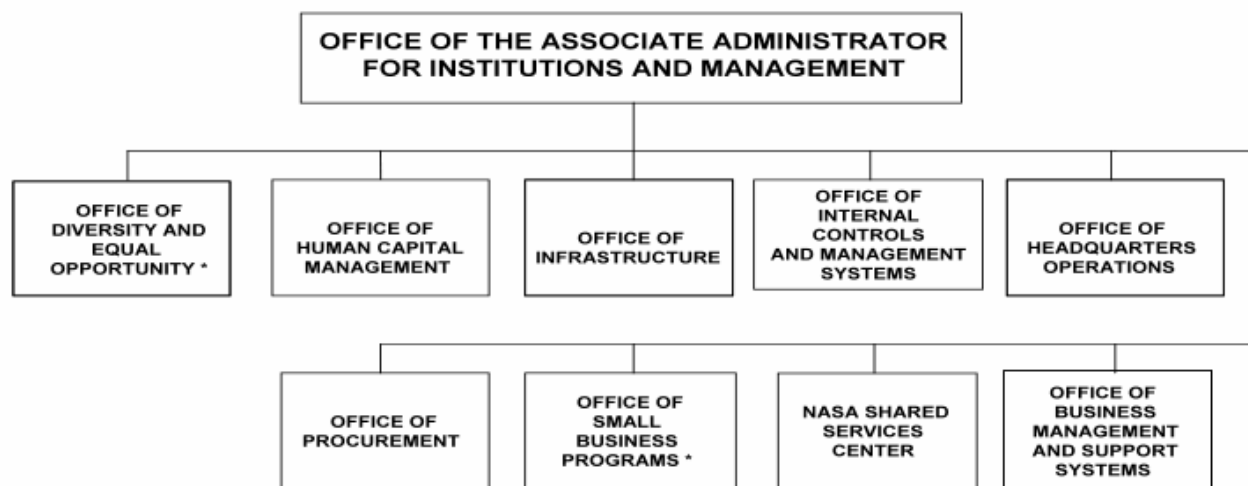 OFFICE OF THE ASSOCIATE ADMINISTRATOR
FOR INSTITUTIONS AND MANAGEMENT
OFFICE OF
DIVERSITY AND
EQUAL
OPPORTUNITY *
OFFICE OF
HUMAN CAPITAL
MANAGEMENT
OFFICE OF
INFRASTRUCTURE
OFFICE OF
INTERNAL
CONTROLS
AND MANAGEMENT
SYSTEMS
OFFICE OF
HEADQUARTERS
OPERATIONS
OFFICE OF
PROCUREMENT
OFFICE OF
SMALL
BUSINESS
PROGRAMS *
NASA SHARED
SERVICES
CENTER
OFFICE OF
BUSINESS
MANAGEMENT
AND SUPPORT
SYSTEMS